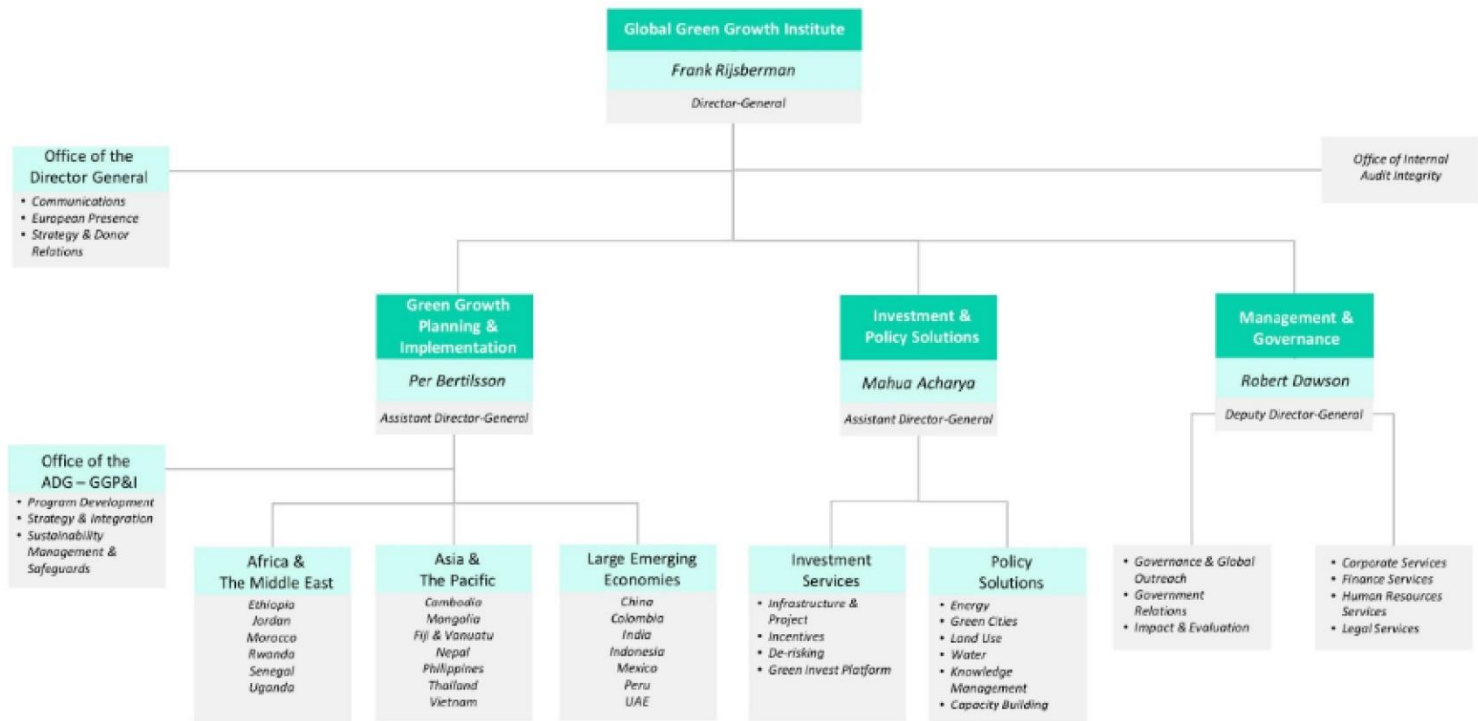 Global Green Growth Institute
Frank Rijsberman
Director-General
Office of the
Director General
• Communications
• European Presence
• Strategy & Donor
Relations
Office of Internal
Audit Integrity
Green Growth
Planning &
Implementation
Per Bertilsson
Assistant Director-General
Investment &
Policy Solutions
Mahua Acharya
Assistant Director-General
Management &
Governance
Robert Dawson
Deputy Director-General
Office of the
ADG – GGP&I
• Program Development
• Strategy & Integration
• Sustainability
Management &
Safeguards
Africa &
The Middle East
Ethiopia
Jordan
Morocco
Rwanda
Senegal
Uganda
Asia &
The Pacific
Cambodia
Mongolia
Fiji & Vanuatu
Nepal
Philippines
Thailand
Vietnam
Large Emerging
Economies
China
Colombia
India
Indonesia
Mexico
Peru
UAE
Investment
Services
• Infrastructure &
Project
• Incentives
• De-risking
• Green Invest Platform
Policy
Solutions
• Energy
• Green Cities
• Land Use
• Water
• Knowledge
Management
• Capacity Building
• Governance & Global
Outreach
• Government
Relations
• Impact & Evaluation
• Corporate Services
• Finance Services
• Human Resources
Services
• Legal Services